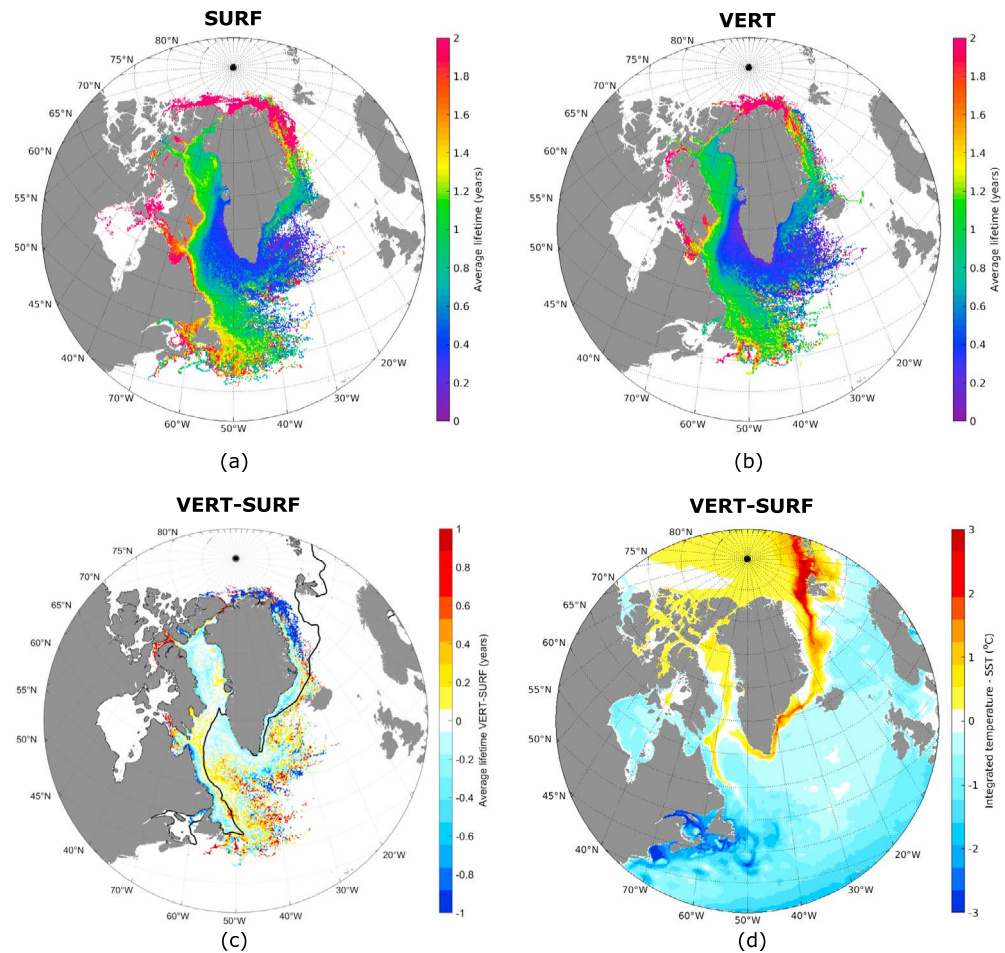 SURF
VERT
80°N
75°N
70°N
65°N
60°N
55°N
50°N
45°N
40°N
70°W
60°W
50°W
40°W
30°W
20°W
2
1.8
1.6
1.4
1.2
1
0.8
0.6
0.4
0.2
0
Average lifetime (years)
80°N
75°N
70°N
65°N
60°N
55°N
50°N
45°N
40°N
70°W
60°W
50°W
40°W
30°W
20°W
2
1.8
1.6
1.4
1.2
1
0.8
0.6
0.4
0.2
0
Average lifetime (years)
(a)
(b)
VERT-SURF
VERT-SURF
80°N
75°N
70°N
65°N
60°N
55°N
50°N
45°N
40°N
70°W
60°W
50°W
40°W
30°W
20°W
1
0.8
0.6
0.4
0.2
0
-0.2
-0.4
-0.6
-0.8
-1
Average lifetime VERT-SURF (years)
80°N
75°N
70°N
65°N
60°N
55°N
50°N
45°N
40°N
70°W
60°W
50°W
40°W
30°W
20°W
3
2
1
0
-1
-2
-3
Integrated temperature - SST (°C)
(c)
(d)